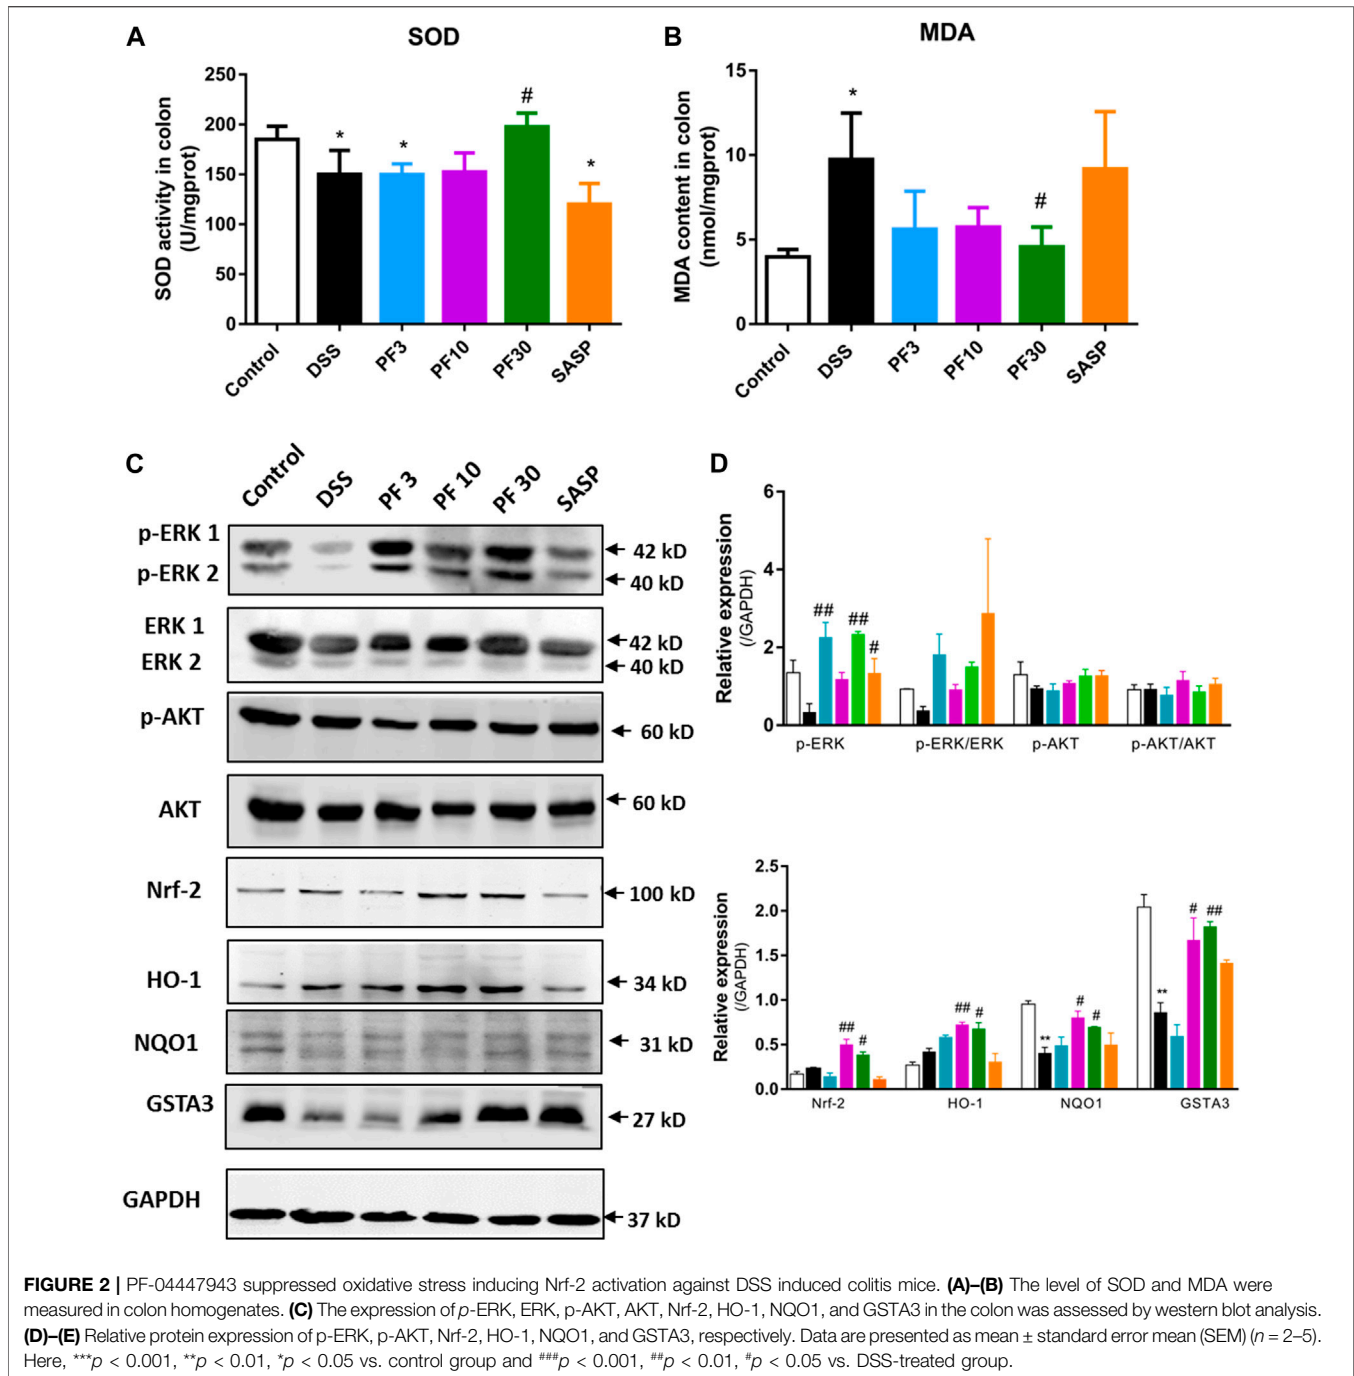 A
SOD
SOD activity in colon
(U/mgprot)
250
200
150
100
50
0
*
*
#
*
Control
DSS
PF3
PF10
PF30
SASP
B
MDA
MDA content in colon
(nmol/mgprot)
15
10
5
0
*
#
Control
DSS
PF3
PF10
PF30
SASP
C
Control
DSS
PF 3
PF 10
PF 30
SASP
p-ERK 1
42 kD
p-ERK 2
40 kD
ERK 1
42 kD
ERK 2
40 kD
p-AKT
60 kD
AKT
60 kD
Nrf-2
100 kD
HO-1
34 kD
NQO1
31 kD
GSTA3
27 kD
GAPDH
37 kD
D
Relative expression
(/GAPDH)
6
4
2
0
##
##
#
p-ERK
p-ERK/ERK
p-AKT
p-AKT/AKT
Relative expression
(/GAPDH)
2.5
2.0
1.5
1.0
0.5
0.0
##
#
##
#
**
#
#
**
#
##
Nrf-2
HO-1
NQO1
GSTA3
FIGURE 2 | PF-04447943 suppressed oxidative stress inducing Nrf-2 activation against DSS induced colitis mice. (A)–(B) The level of SOD and MDA were
measured in colon homogenates. (C) The expression of p-ERK, ERK, p-AKT, AKT, Nrf-2, HO-1, NQO1, and GSTA3 in the colon was assessed by western blot analysis.
(D)–(E) Relative protein expression of p-ERK, p-AKT, Nrf-2, HO-1, NQO1, and GSTA3, respectively. Data are presented as mean ± standard error mean (SEM) (n = 2–5).
Here, ***p < 0.001, **p < 0.01, *p < 0.05 vs. control group and ###p < 0.001, ##p < 0.01, #p < 0.05 vs. DSS-treated group.